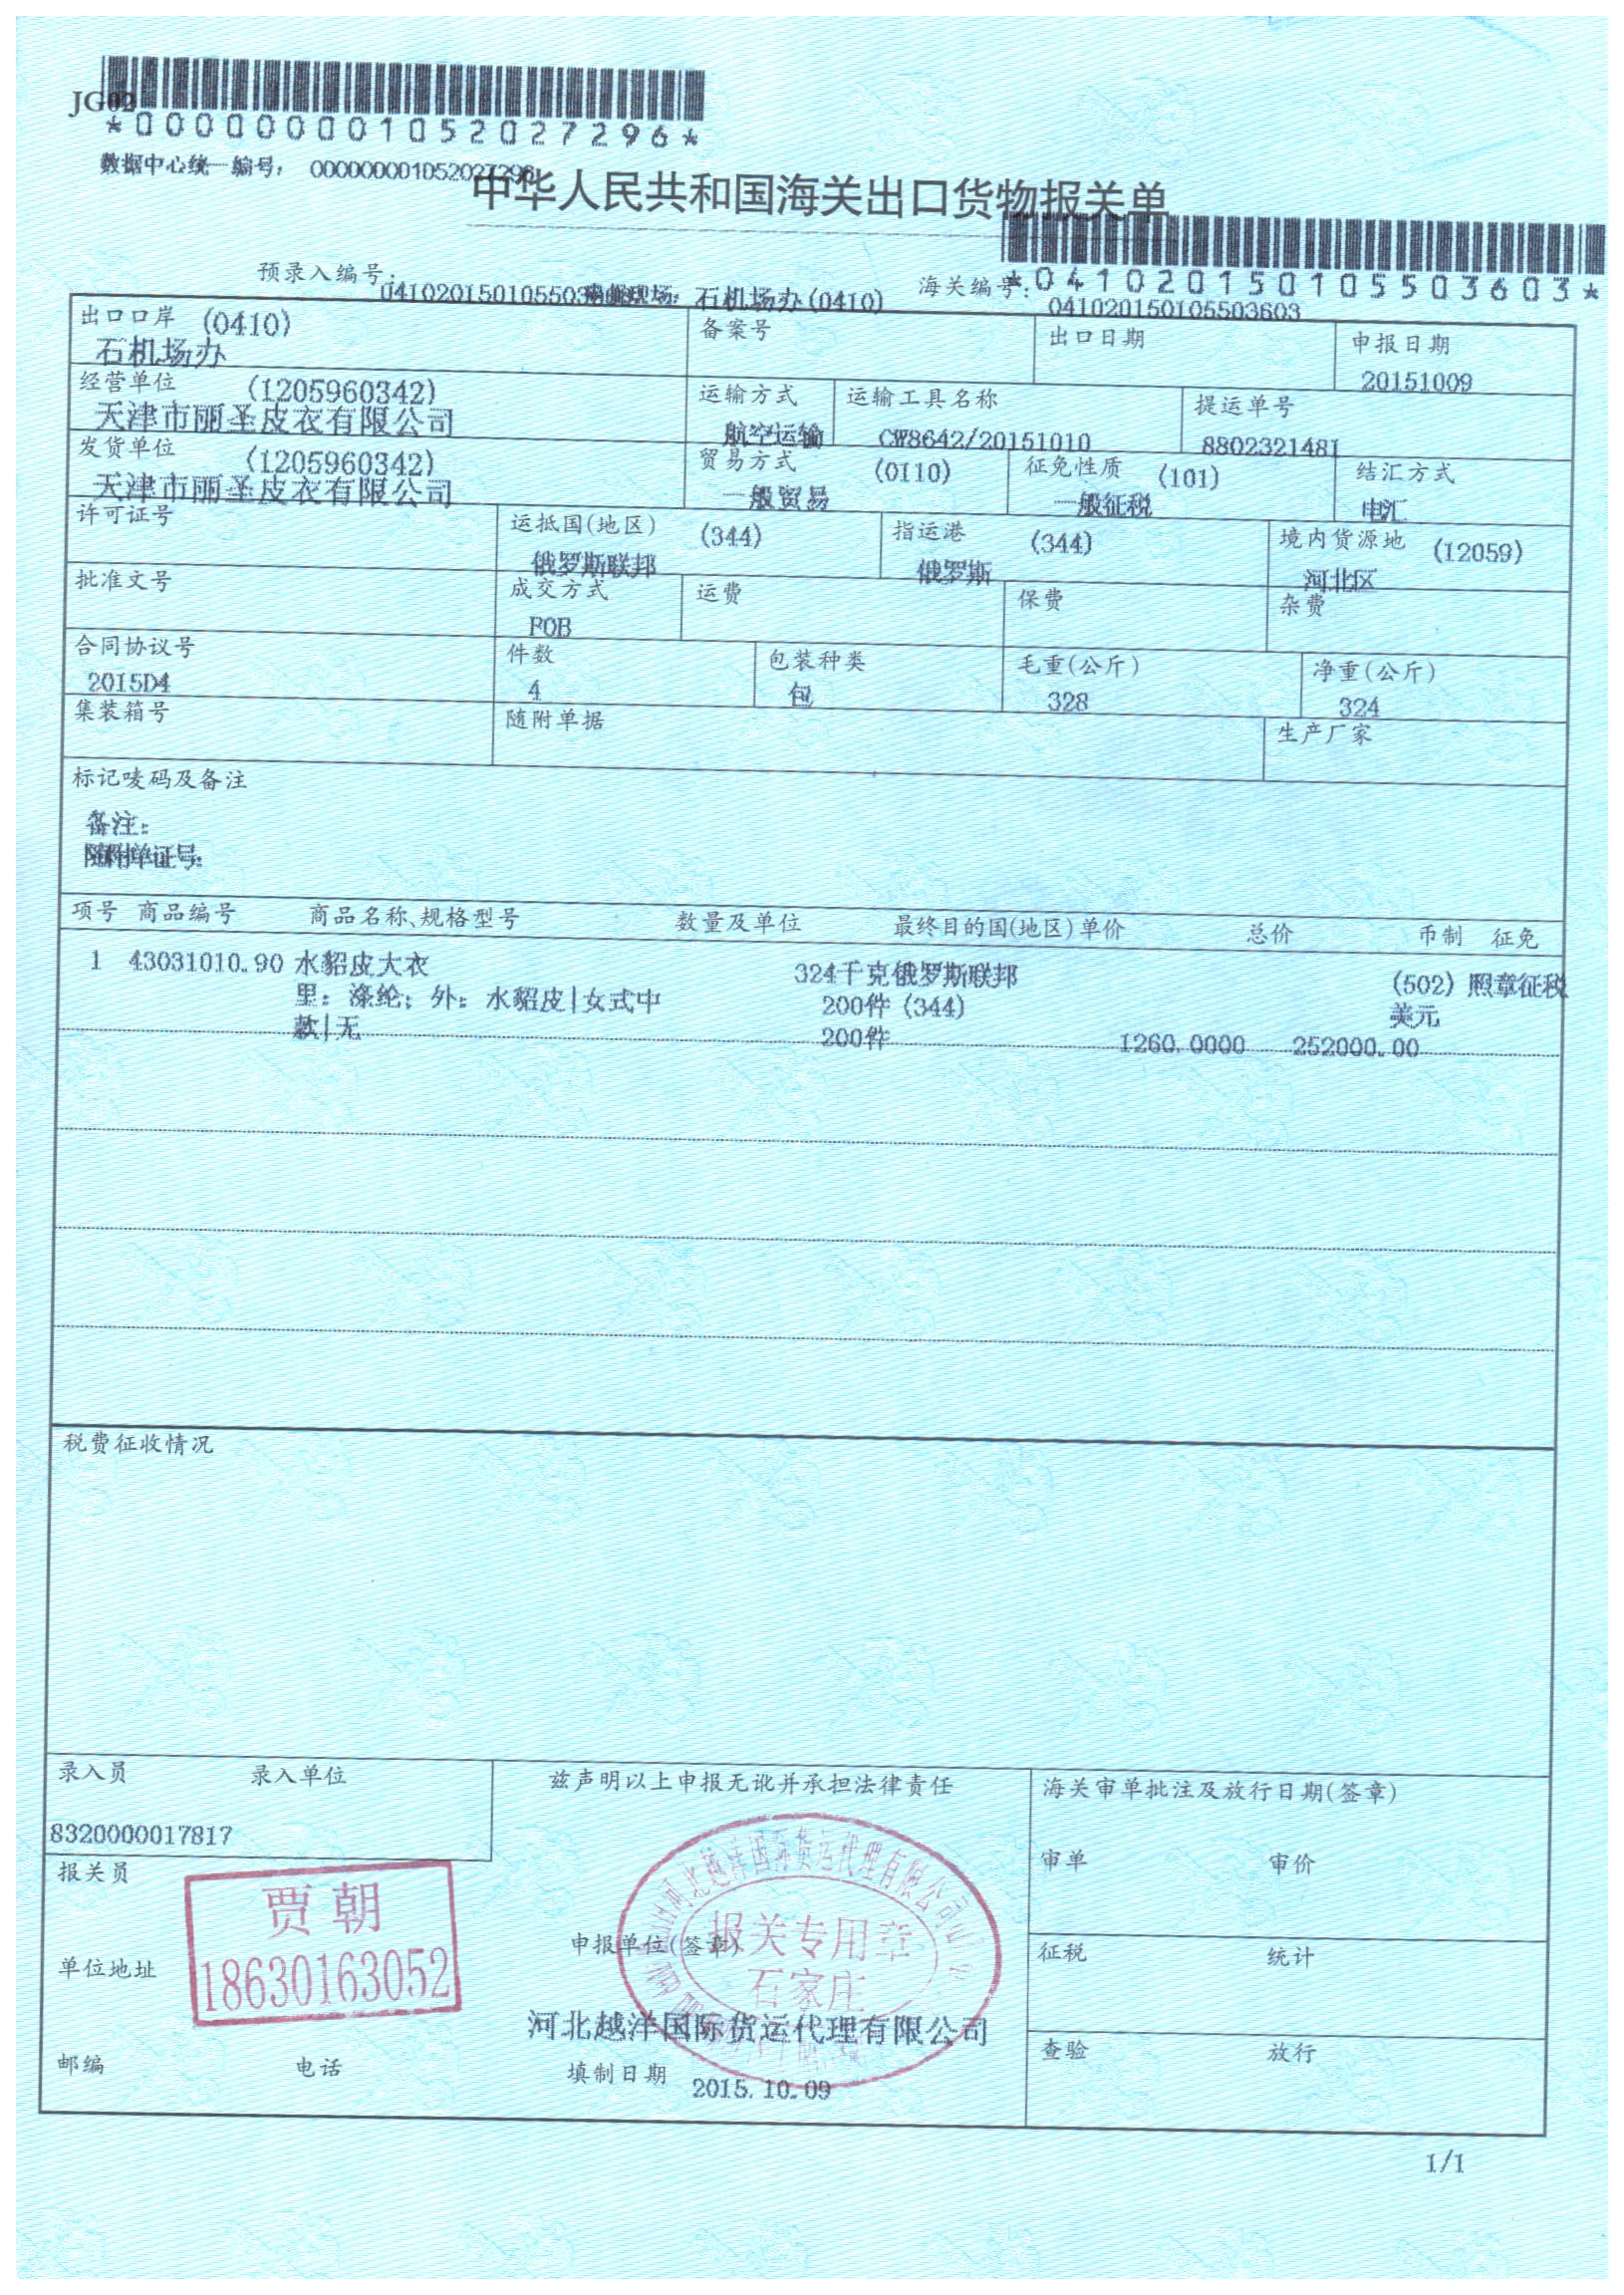 JG02
*000000001052027296*
数据中心统一编号： 000000001052027296
中华人民共和国海关出口货物报关单
*041020150105503603*
预录入编号： 石机场办(0410) 海关编号： 041020150105503603
出口口岸 (0410) 备案号 出口日期 申报日期
石机场办 20151009
经营单位 (1205960342) 运输方式 运输工具名称 提运单号
天津市丽圣皮衣有限公司 航空运输 CW8642/20151010 8802321481
发货单位 (1205960342) 贸易方式 (0110) 征免性质 (101) 结汇方式
天津市丽圣皮衣有限公司 一般贸易 一般征税 电汇
许可证号 运抵国(地区) (344) 指运港 (344) 境内货源地 (12059)
俄罗斯联邦 俄罗斯 河北区
批准文号 成交方式 运费 保费 杂费
FOB
合同协议号 件数 包装种类 毛重(公斤) 净重(公斤)
2015D4 4 包 328 324
集装箱号 随附单据 生产厂家
标记唛码及备注
备注：
随附单证号：
项号 商品编号 商品名称、规格型号 数量及单位 最终目的国(地区)单价 总价 币制 征免
1 43031010.90 水貂皮大衣 324千克俄罗斯联邦 (502) 照章征税
里：涤纶；外：水貂皮|女式中 200件 (344) 美元
款|无 200件 1260.0000 252000.00
税费征收情况
录入员 录入单位 兹声明以上申报无讹并承担法律责任 海关审单批注及放行日期(签章)
8320000017817
报关员 审单 审价
贾朝
18630163052
单位地址 申报单位(签章) 征税 统计
报关专用章
石家庄
河北越洋国际货运代理有限公司
邮编 电话 填制日期 2015.10.09 查验 放行
1/1